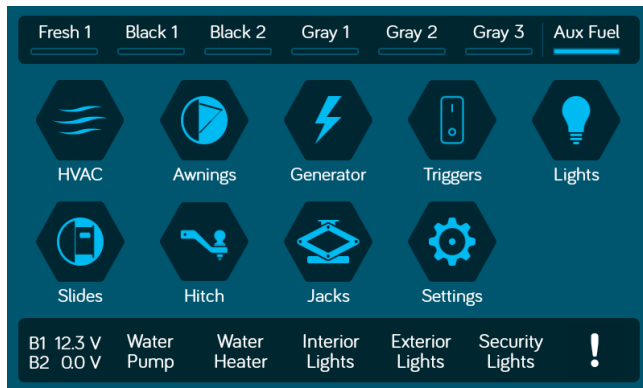 Fresh 1 Black 1 Black 2 Gray 1 Gray 2 Gray 3 Aux Fuel
HVAC Awnings Generator Triggers Lights
Slides Hitch Jacks Settings
B1 12.3 V Water Water Interior Exterior Security !
B2 0.0 V Pump Heater Lights Lights Lights